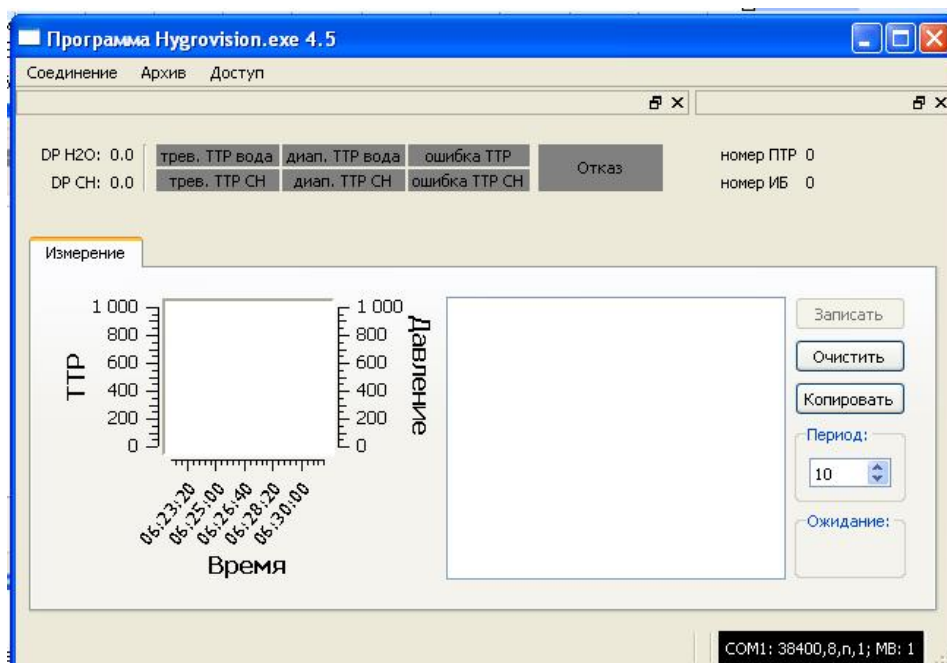 Программа Hygrovision.exe 4.5
Соединение Архив Доступ
DP H2O: 0.0 трев. ТТР вода диап. ТТР вода ошибка ТТР Отказ номер ПТР 0
DP CH: 0.0 трев. ТТР CH диап. ТТР CH ошибка ТТР CH номер ИБ 0
Измерение
1 000 1 000 Записать
800 800
600 600 Очистить
400 400 Копировать
200 200
0 0
ТТР Давление
Период:
10
06:23:20 06:25:00 06:26:40 06:28:20 06:30:00
Ожидание:
Время
COM1: 38400,8,n,1; MB: 1